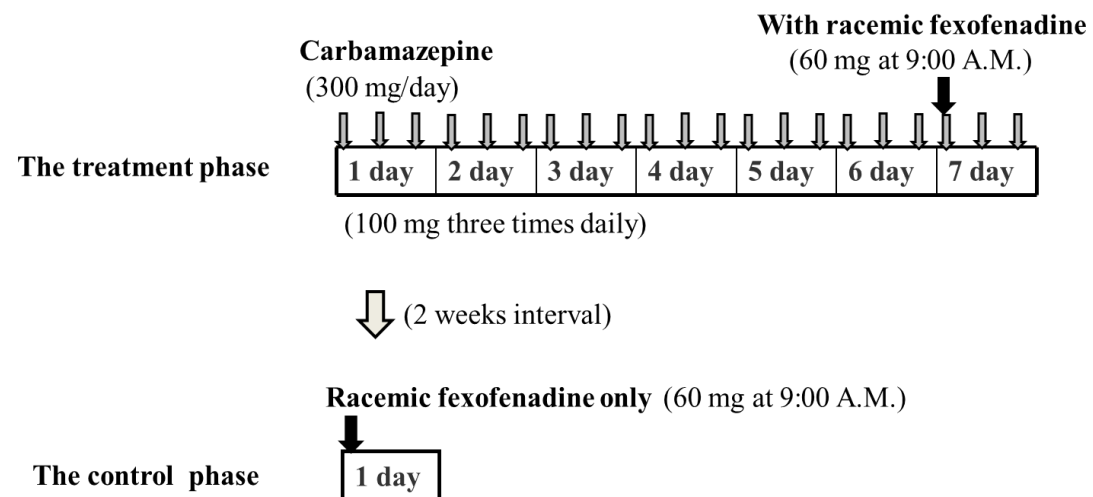 With racemic fexofenadine
(60 mg at 9:00 A.M.)
Carbamazepine
(300 mg/day)
The treatment phase
1 day 2 day 3 day 4 day 5 day 6 day 7 day
(100 mg three times daily)
(2 weeks interval)
Racemic fexofenadine only (60 mg at 9:00 A.M.)
The control phase
1 day